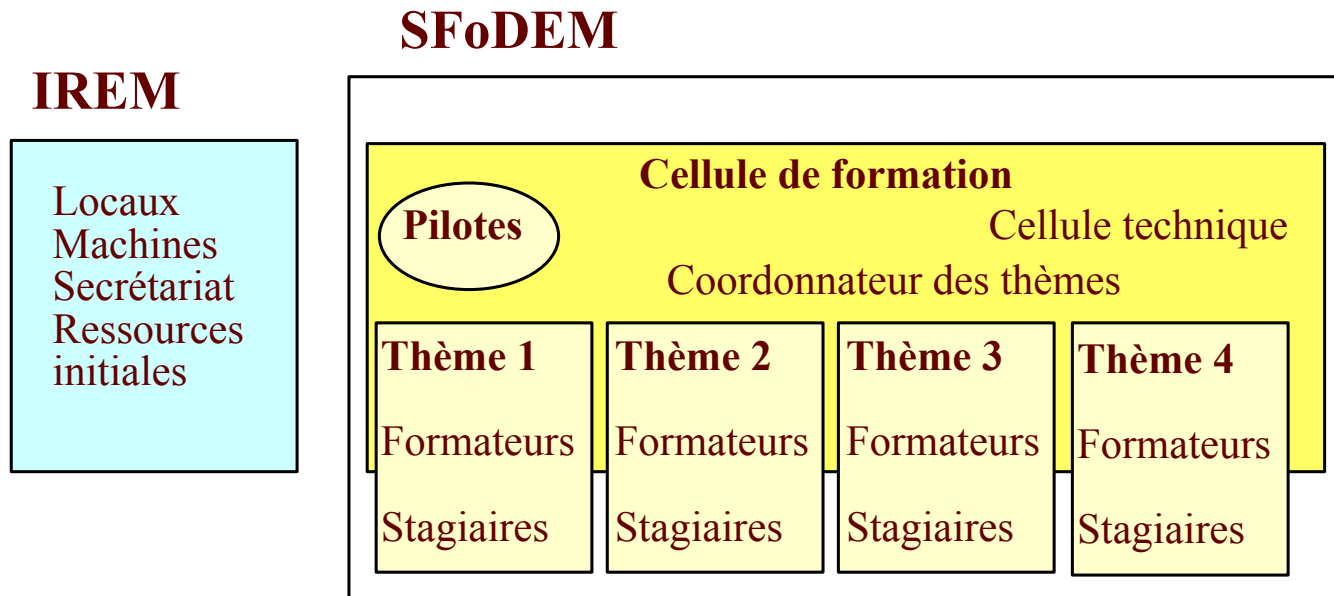 SFoDEM
IREM
Locaux
Machines
Secrétariat
Ressources
initiales
Cellule de formation
Pilotes
Cellule technique
Coordonnateur des thèmes
Thème 1
Formateurs
Stagiaires
Thème 2
Formateurs
Stagiaires
Thème 3
Formateurs
Stagiaires
Thème 4
Formateurs
Stagiaires